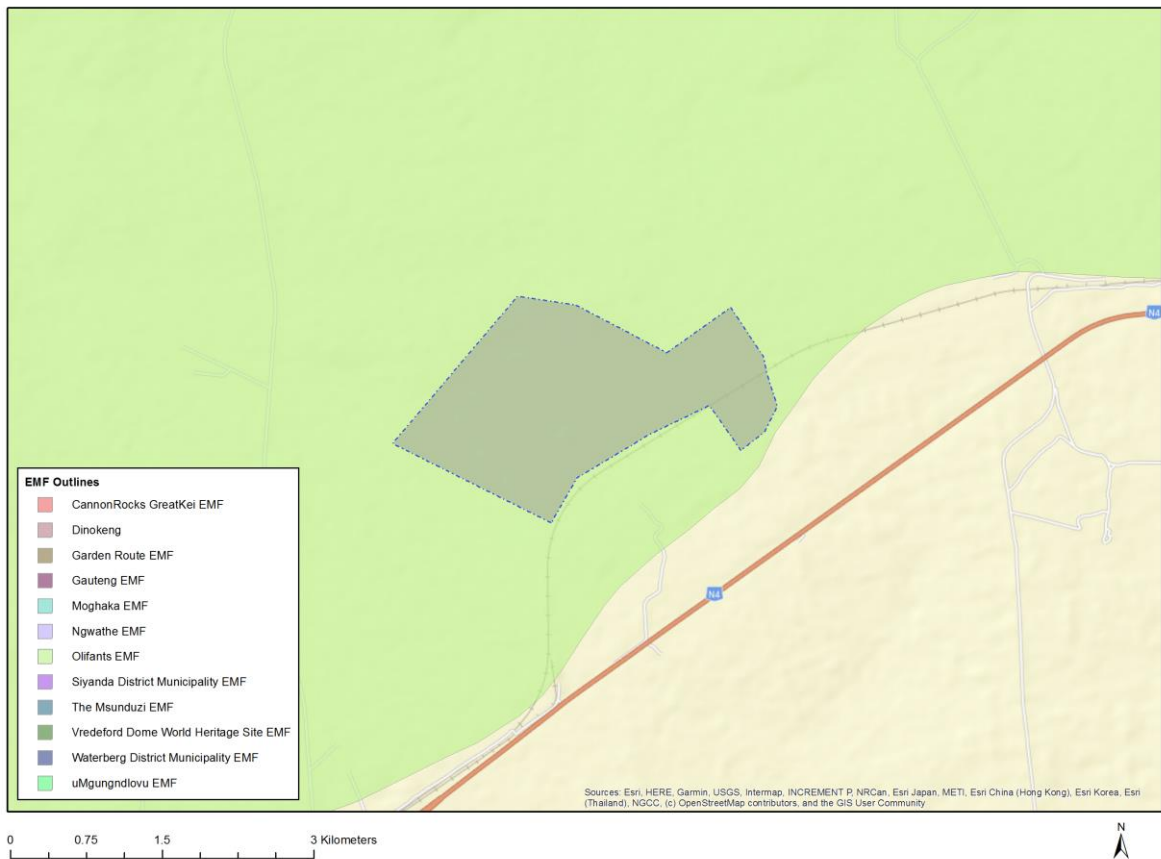 N4
N4
EMF Outlines
CannonRocks GreatKei EMF
Dinokeng
Garden Route EMF
Gauteng EMF
Moghaka EMF
Ngwathe EMF
Olifants EMF
Siyanda District Municipality EMF
The Msunduzi EMF
Vredeford Dome World Heritage Site EMF
Waterberg District Municipality EMF
uMgungndlovu EMF
Sources: Esri, HERE, Garmin, USGS, Intermap, INCREMENT P, NRCan, Esri Japan, METI, Esri China (Hong Kong), Esri Korea, Esri
(Thailand), NGCC, (c) OpenStreetMap contributors, and the GIS User Community
0 0.75 1.5 3 Kilometers
N